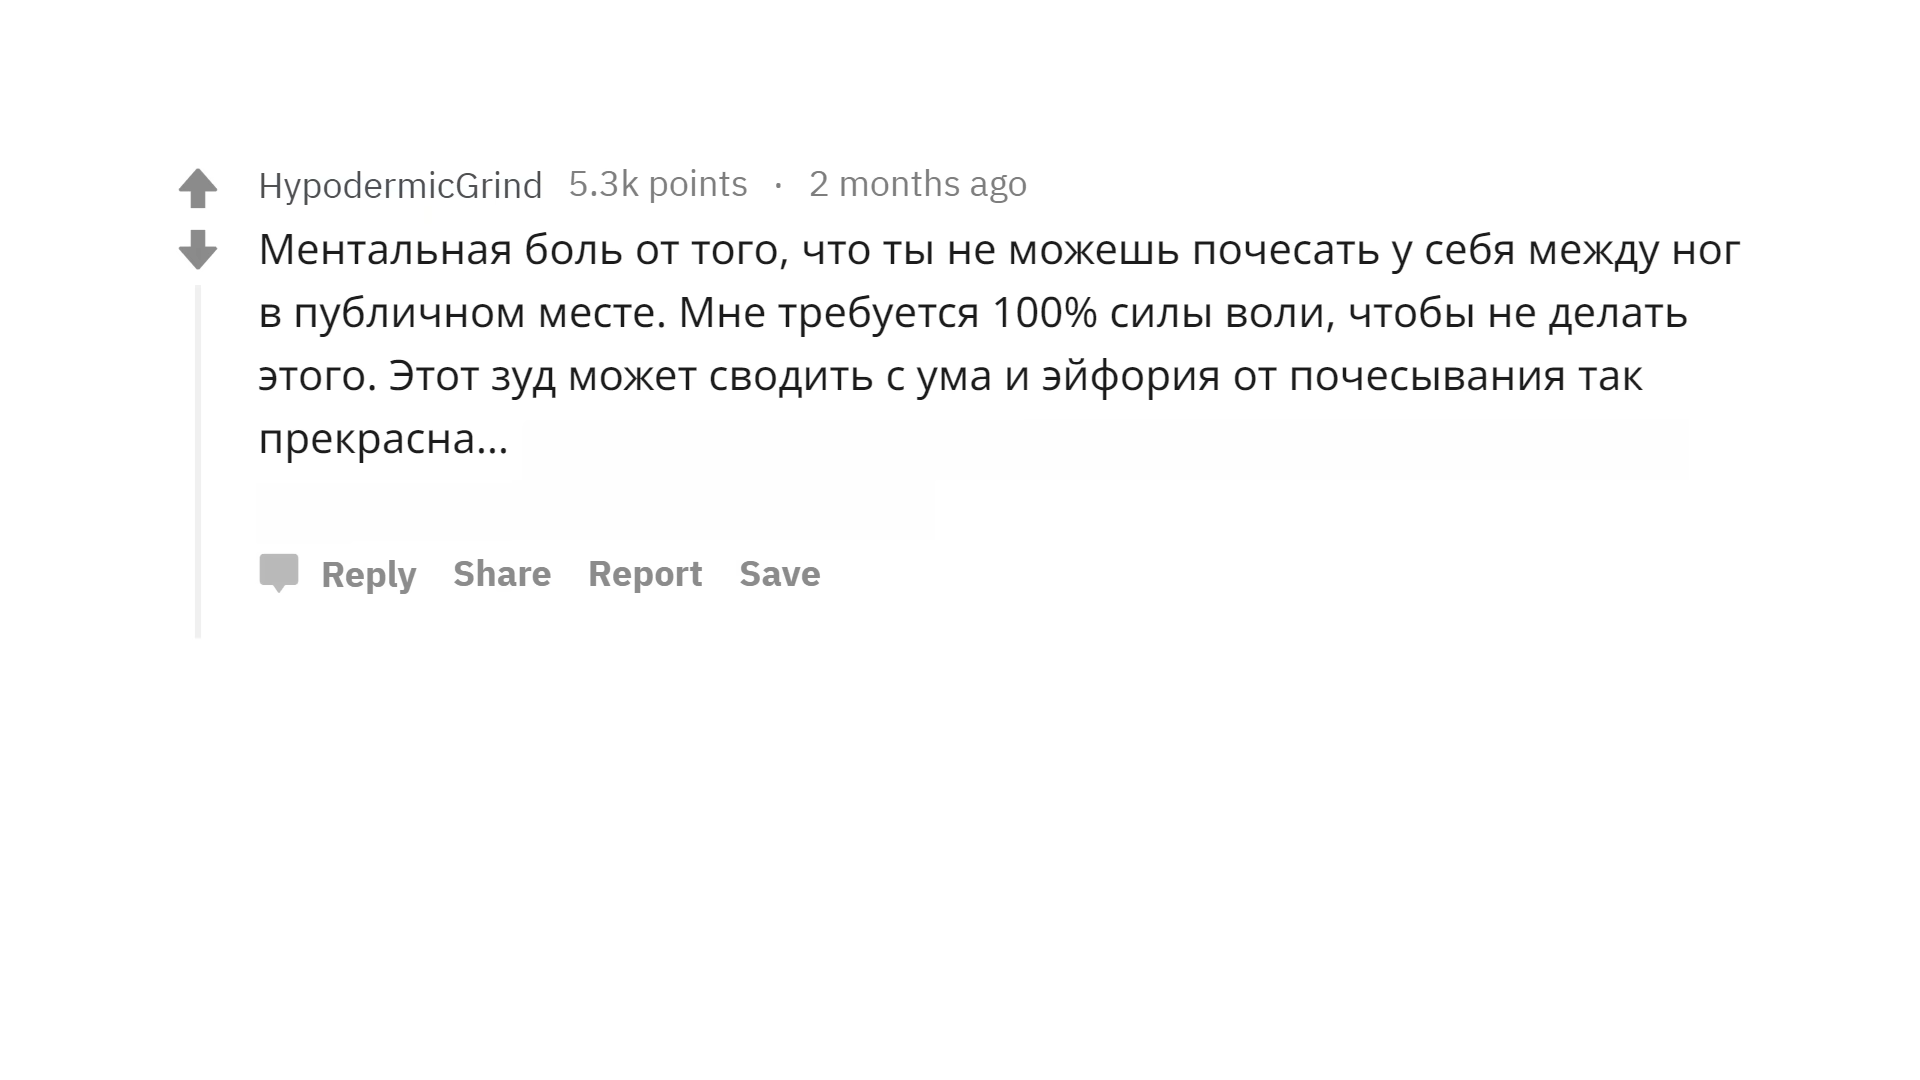 HypodermicGrind 5.3k points · 2 months ago
Ментальная боль от того, что ты не можешь почесать у себя между ног
в публичном месте. Мне требуется 100% силы воли, чтобы не делать
этого. Этот зуд может сводить с ума и эйфория от почесывания так
прекрасна...
Reply Share Report Save